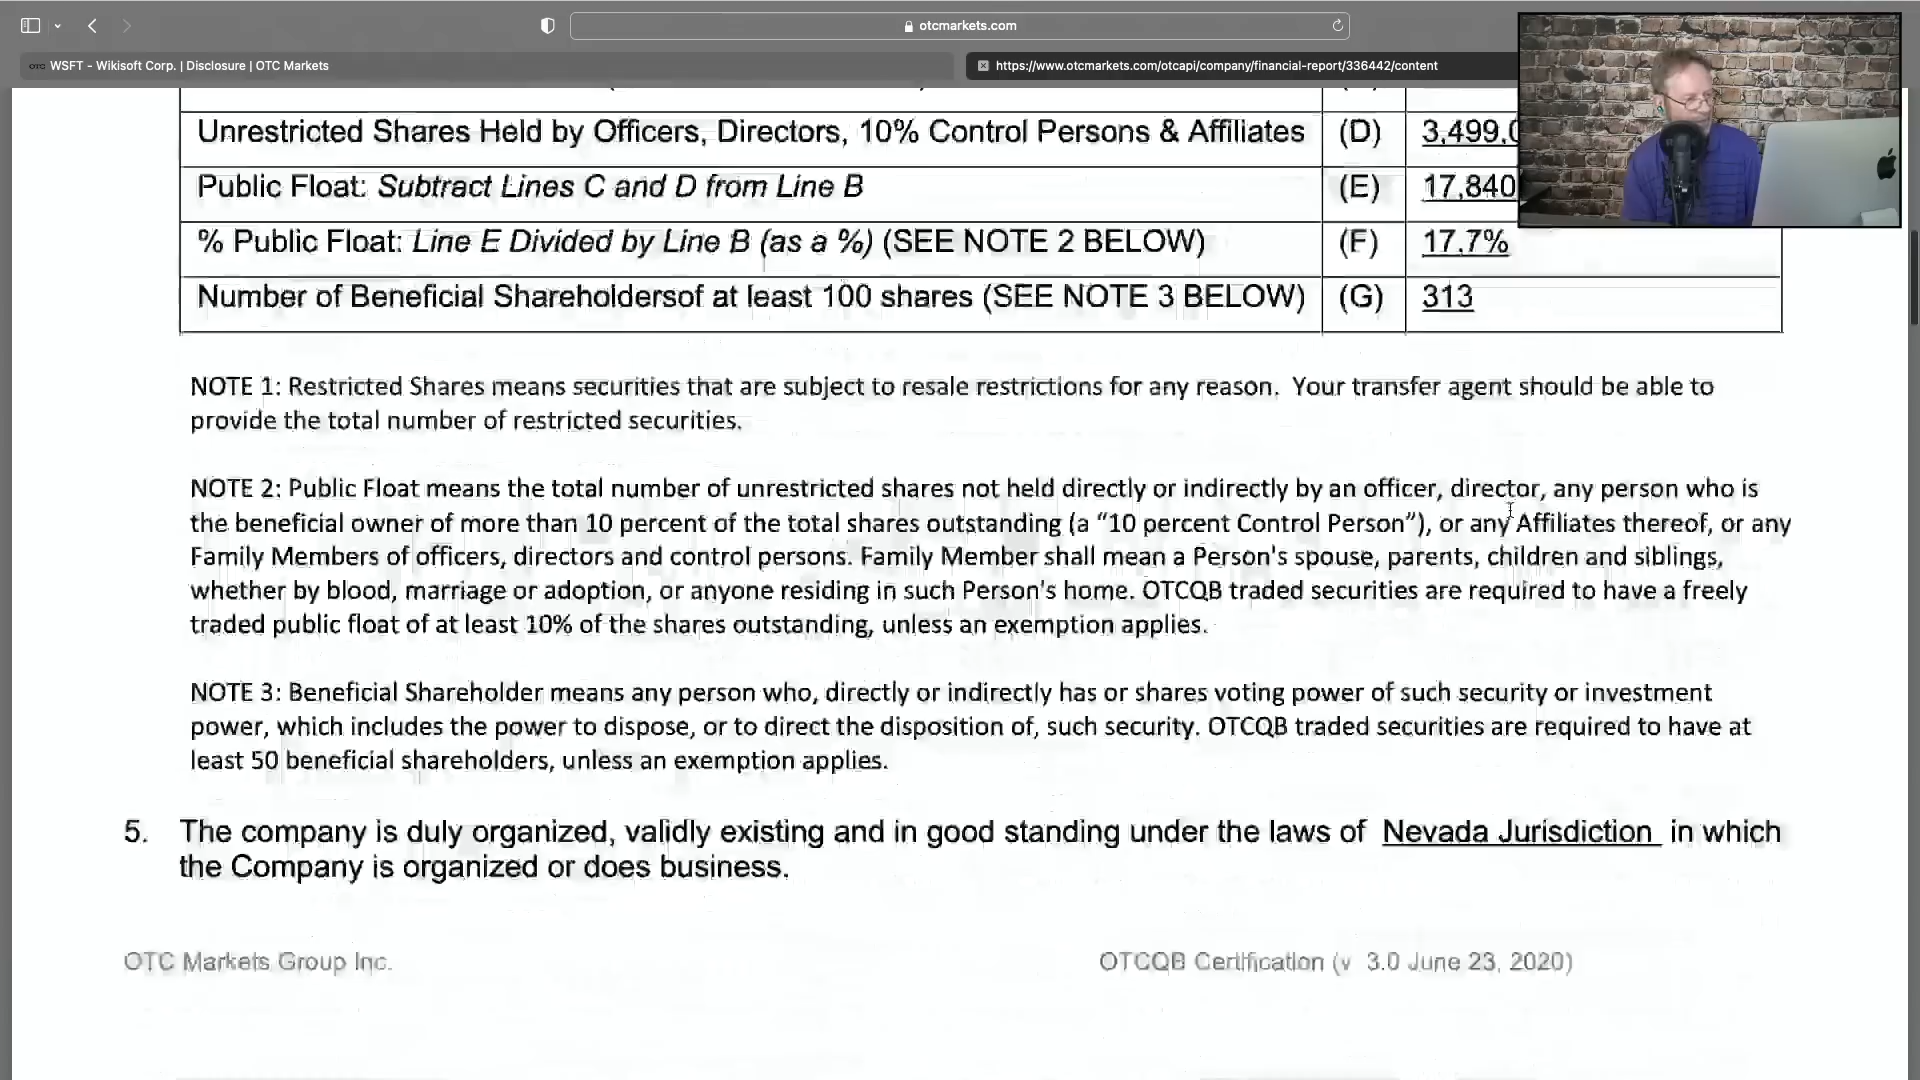 otcmarkets.com
WSFT - Wikisoft Corp. | Disclosure | OTC Markets
https://www.otcmarkets.com/otcapi/company/financial-report/336442/content
Unrestricted Shares Held by Officers, Directors, 10% Control Persons & Affiliates (D) 3,499,0
Public Float: Subtract Lines C and D from Line B (E) 17,840
% Public Float: Line E Divided by Line B (as a %) (SEE NOTE 2 BELOW) (F) 17.7%
Number of Beneficial Shareholdersof at least 100 shares (SEE NOTE 3 BELOW) (G) 313
NOTE 1: Restricted Shares means securities that are subject to resale restrictions for any reason. Your transfer agent should be able to
provide the total number of restricted securities.
NOTE 2: Public Float means the total number of unrestricted shares not held directly or indirectly by an officer, director, any person who is
the beneficial owner of more than 10 percent of the total shares outstanding (a “10 percent Control Person”), or any Affiliates thereof, or any
Family Members of officers, directors and control persons. Family Member shall mean a Person's spouse, parents, children and siblings,
whether by blood, marriage or adoption, or anyone residing in such Person's home. OTCQB traded securities are required to have a freely
traded public float of at least 10% of the shares outstanding, unless an exemption applies.
NOTE 3: Beneficial Shareholder means any person who, directly or indirectly has or shares voting power of such security or investment
power, which includes the power to dispose, or to direct the disposition of, such security. OTCQB traded securities are required to have at
least 50 beneficial shareholders, unless an exemption applies.
5. The company is duly organized, validly existing and in good standing under the laws of Nevada Jurisdiction in which
the Company is organized or does business.
OTC Markets Group Inc. OTCQB Certification (v 3.0 June 23, 2020)